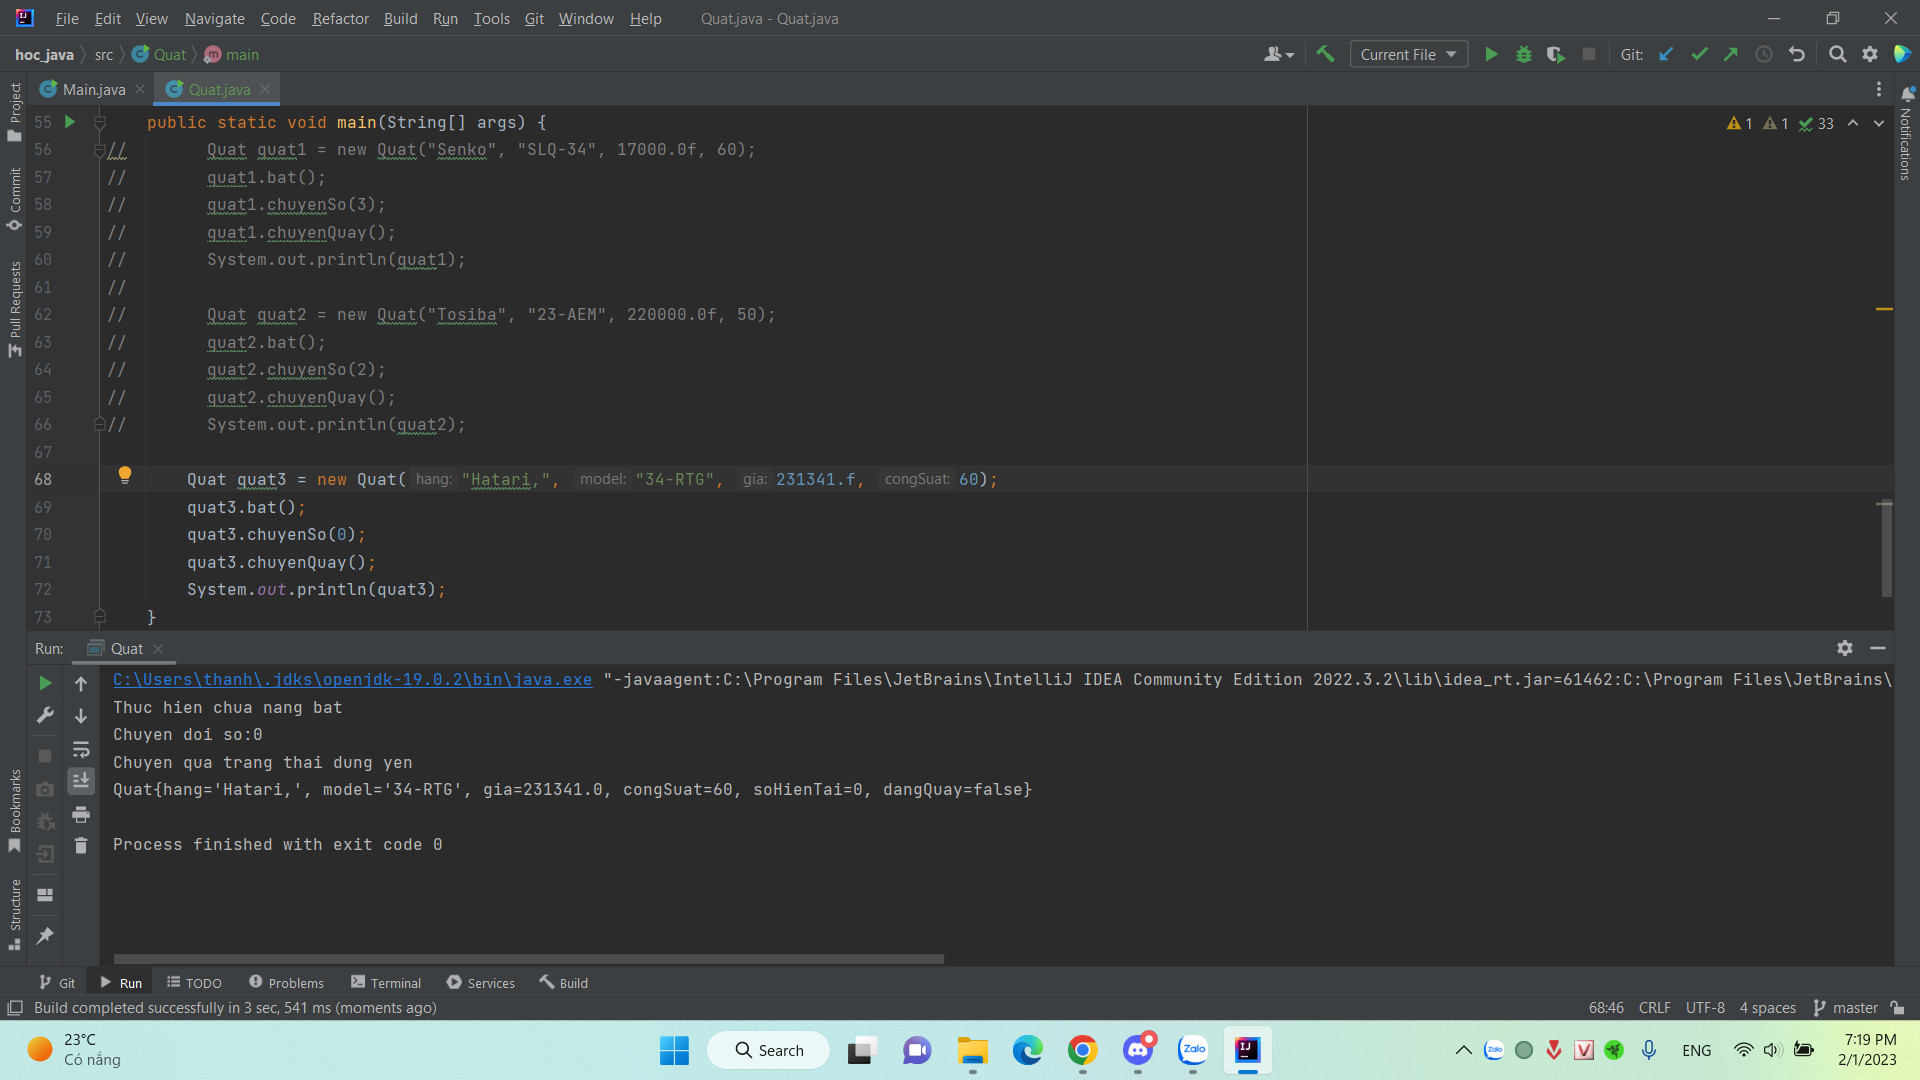 File Edit View Navigate Code Refactor Build Run Tools Git Window Help Quat.java - Quat.java
hoc_java src Quat main Current File Git:
Main.java Quat.java
Project
Commit
Pull Requests
Bookmarks
Structure
Notifications
1 1 33
55 public static void main(String[] args) {
56 // Quat quat1 = new Quat("Senko", "SLQ-34", 17000.0f, 60);
57 // quat1.bat();
58 // quat1.chuyenSo(3);
59 // quat1.chuyenQuay();
60 // System.out.println(quat1);
61 //
62 // Quat quat2 = new Quat("Tosiba", "23-AEM", 220000.0f, 50);
63 // quat2.bat();
64 // quat2.chuyenSo(2);
65 // quat2.chuyenQuay();
66 // System.out.println(quat2);
67
68 Quat quat3 = new Quat( hang: "Hatari,", model: "34-RTG", gia: 231341.f, congSuat: 60);
69 quat3.bat();
70 quat3.chuyenSo(0);
71 quat3.chuyenQuay();
72 System.out.println(quat3);
73 }
Run: Quat
C:\Users\thanh\.jdks\openjdk-19.0.2\bin\java.exe "-javaagent:C:\Program Files\JetBrains\IntelliJ IDEA Community Edition 2022.3.2\lib\idea_rt.jar=61462:C:\Program Files\JetBrains\
Thuc hien chua nang bat
Chuyen doi so:0
Chuyen qua trang thai dung yen
Quat{hang='Hatari,', model='34-RTG', gia=231341.0, congSuat=60, soHienTai=0, dangQuay=false}
Process finished with exit code 0
Git Run TODO Problems Terminal Services Build
Build completed successfully in 3 sec, 541 ms (moments ago) 68:46 CRLF UTF-8 4 spaces master
23°C
Có nắng
Search
Zalo
ENG
7:19 PM
2/1/2023